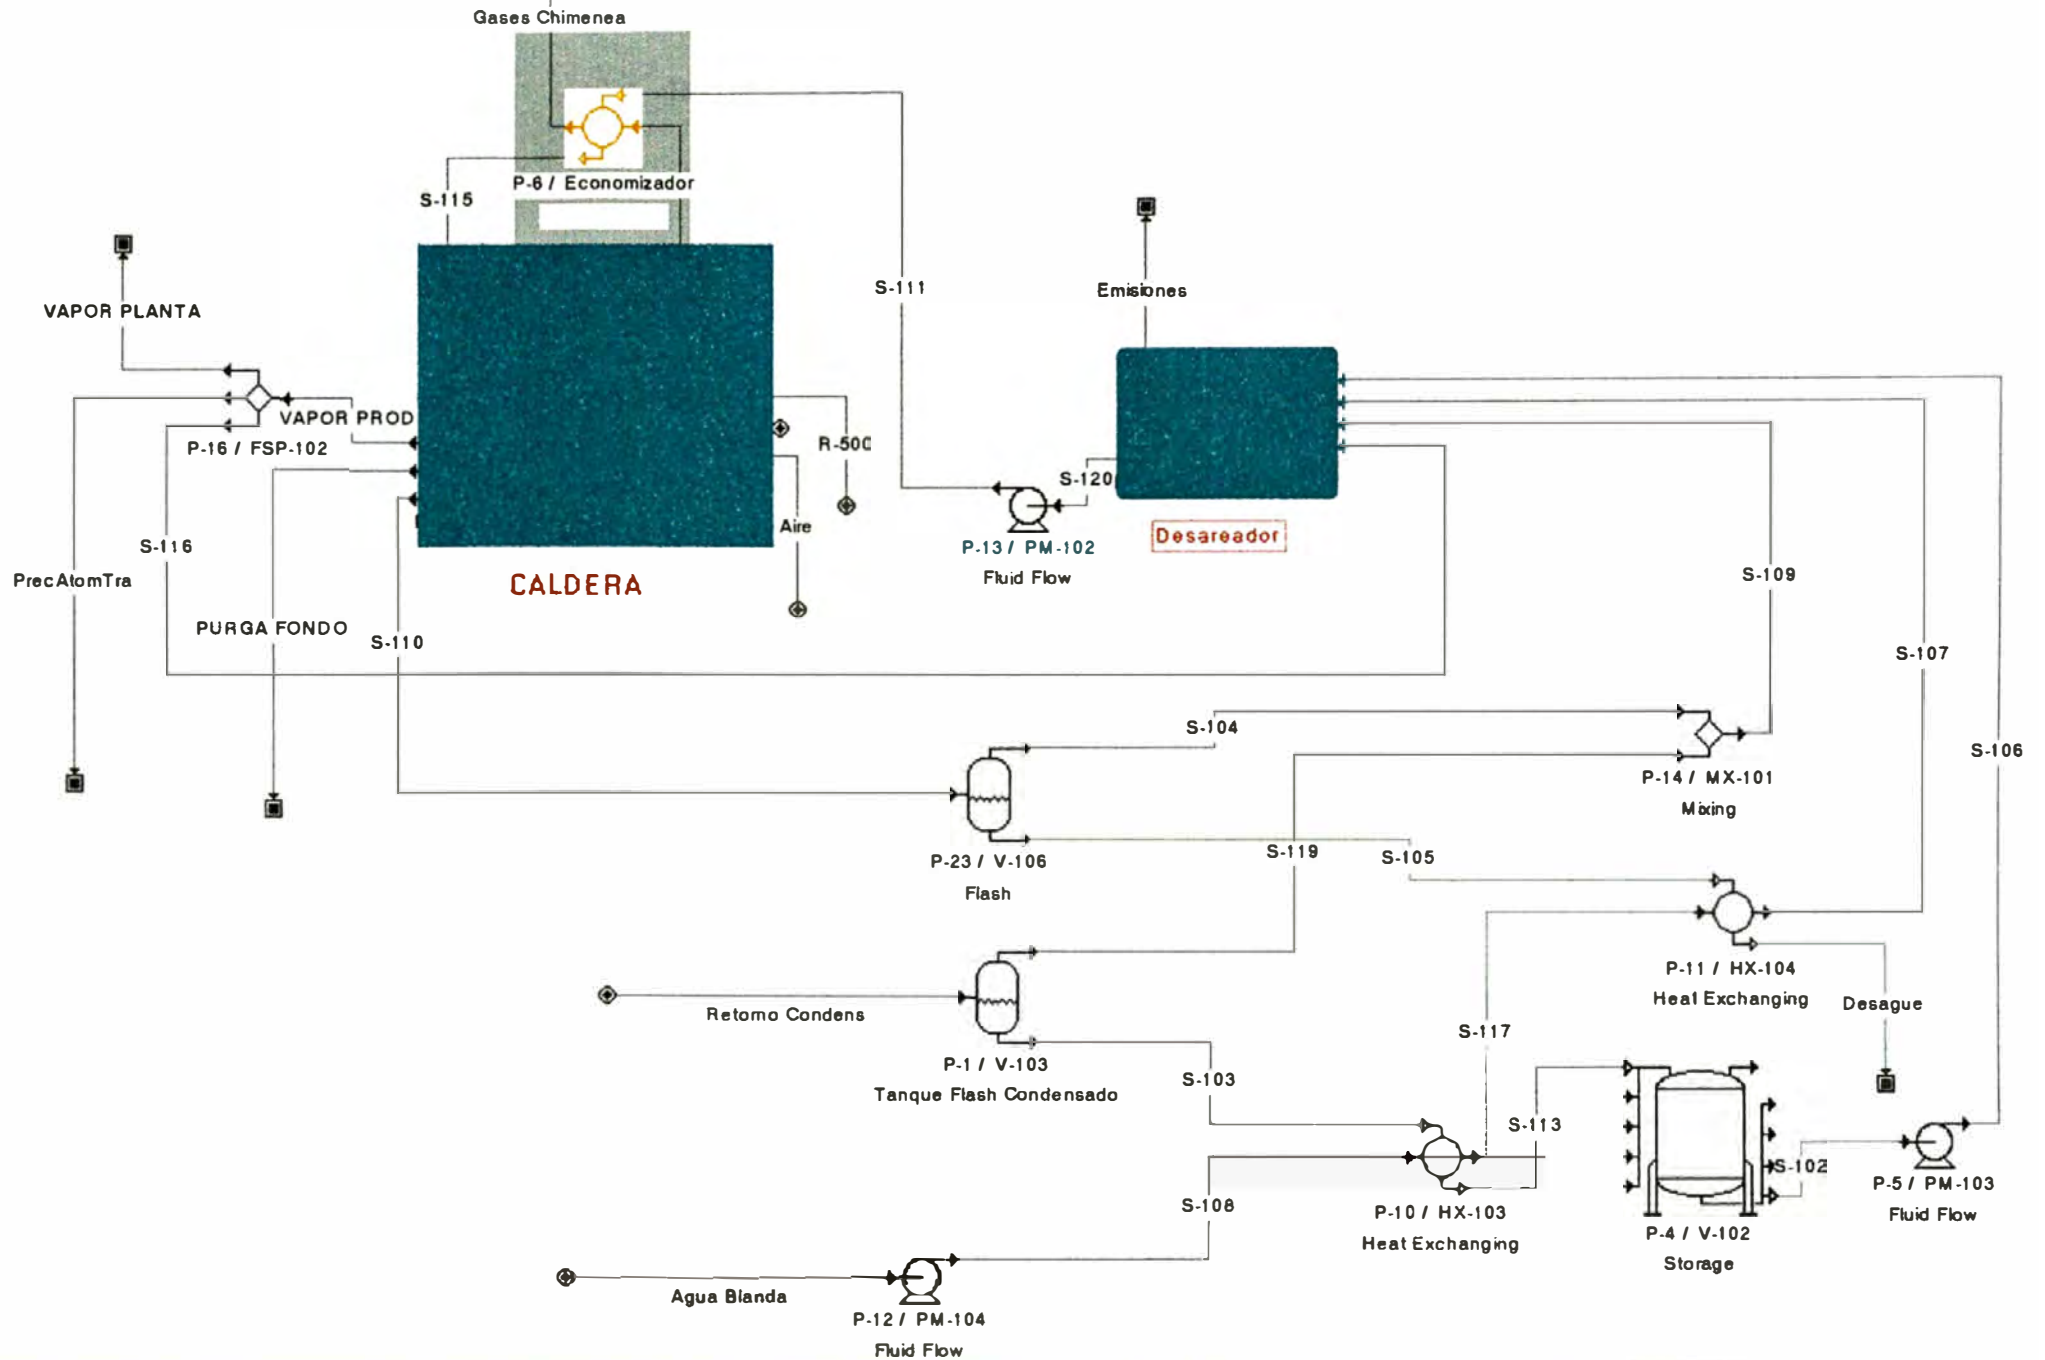 Gases Chimenea
P-6 / Economizador
S-115
S-111
Emisiones
VAPOR PLANTA
VAPOR PROD
P-16 / FSP-102
R-500
S-120
Aire
Desareador
P-13 / PM-102
Fluid Flow
S-116
PrecAtomTra
CALDERA
S-109
PURGA FONDO
S-110
S-107
S-104
S-106
P-14 / MX-101
Mixing
P-23 / V-106
Flash
S-119
S-105
P-11 / HX-104
Heat Exchanging
Desague
Retorno Condens
S-117
P-1 / V-103
Tanque Flash Condensado
S-103
S-113
S-102
P-5 / PM-103
Fluid Flow
S-108
P-10 / HX-103
Heat Exchanging
P-4 / V-102
Storage
Agua Blanda
P-12 / PM-104
Fluid Flow